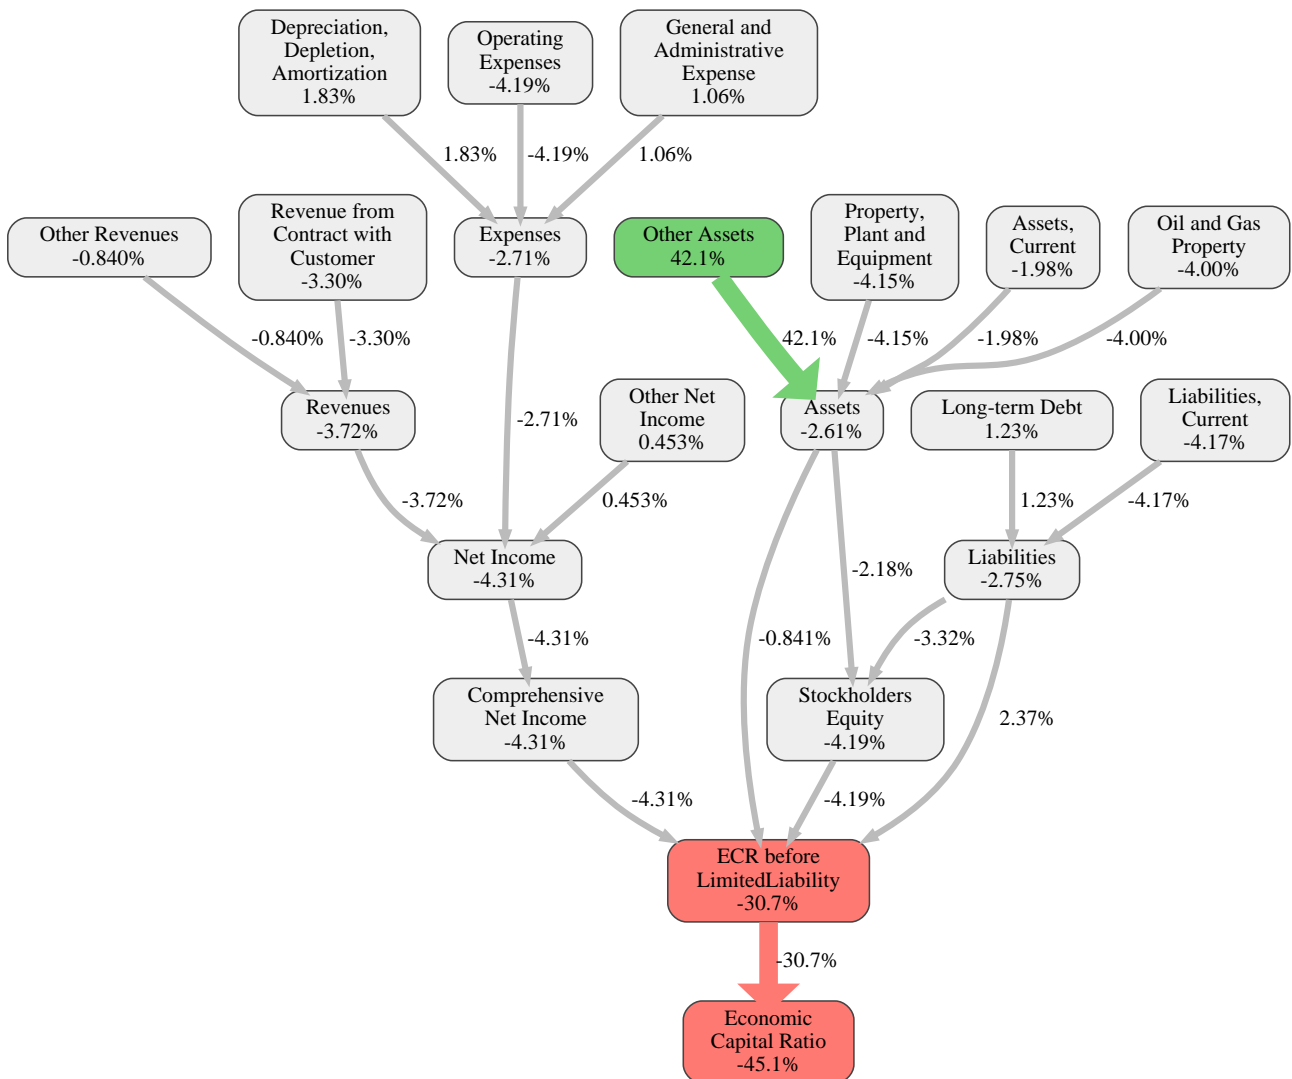 Depreciation,
Depletion,
Amortization
1.83%
Operating
Expenses
-4.19%
General and
Administrative
Expense
1.06%
1.83%
-4.19%
1.06%
Other Revenues
-0.840%
Revenue from
Contract with
Customer
-3.30%
Expenses
-2.71%
Other Assets
42.1%
Property,
Plant and
Equipment
-4.15%
Assets,
Current
-1.98%
Oil and Gas
Property
-4.00%
-0.840%
-3.30%
42.1%
-4.15%
-1.98%
-4.00%
Revenues
-3.72%
-2.71%
Other Net
Income
0.453%
Assets
-2.61%
Long-term Debt
1.23%
Liabilities,
Current
-4.17%
-3.72%
0.453%
1.23%
-4.17%
Net Income
-4.31%
-2.18%
Liabilities
-2.75%
-4.31%
-0.841%
-3.32%
Comprehensive
Net Income
-4.31%
Stockholders
Equity
-4.19%
2.37%
-4.31%
-4.19%
ECR before
LimitedLiability
-30.7%
-30.7%
Economic
Capital Ratio
-45.1%